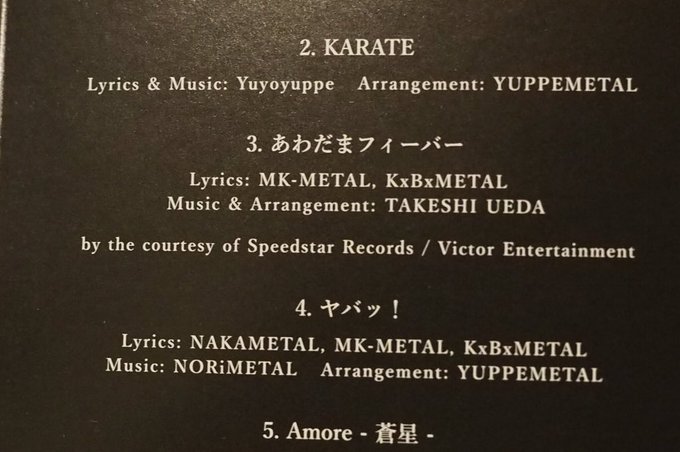 2. KARATE
Lyrics & Music: Yuyoyuppe Arrangement: YUPPEMETAL
3. あわだまフィーバー
Lyrics: MK-METAL, KxBxMETAL
Music & Arrangement: TAKESHI UEDA
by the courtesy of Speedstar Records / Victor Entertainment
4. ヤバッ！
Lyrics: NAKAMETAL, MK-METAL, KxBxMETAL
Music: NORiMETAL Arrangement: YUPPEMETAL
5. Amore - 蒼星 -